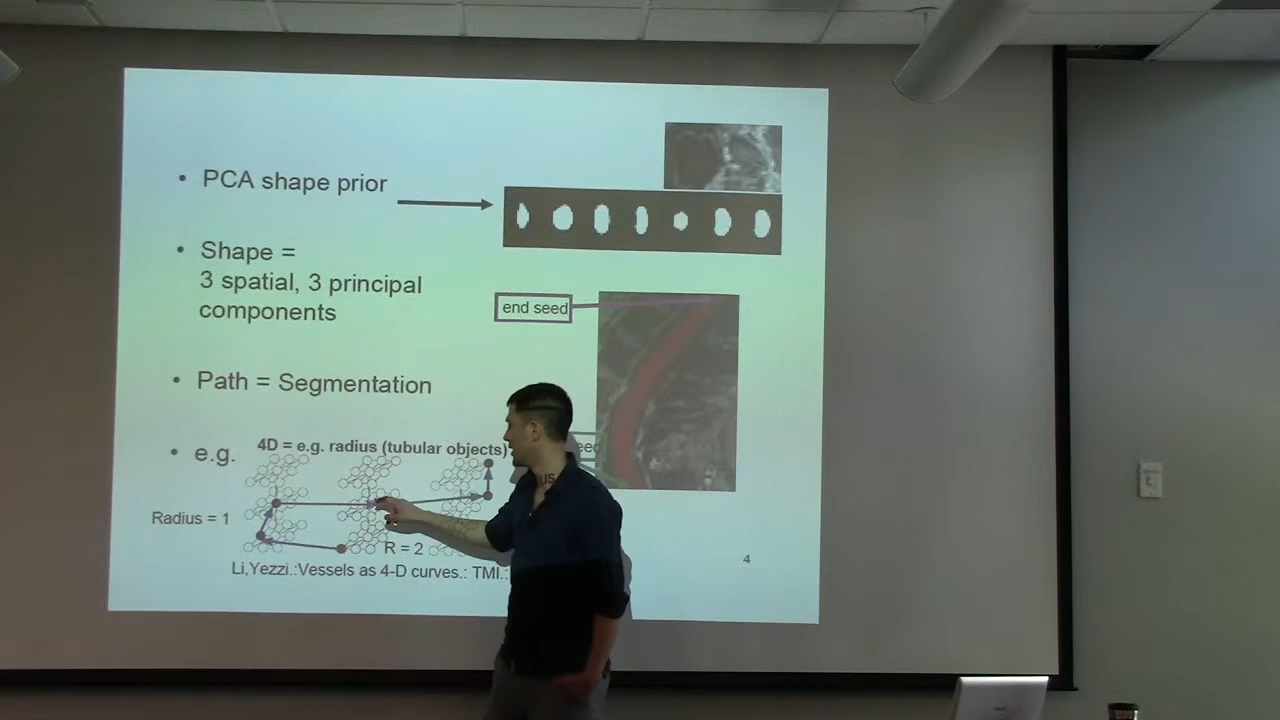 • PCA shape prior
• Shape =
3 spatial, 3 principal
components
end seed
• Path = Segmentation
• e.g.
4D = e.g. radius (tubular objects)
Radius = 1
R = 2
Li,Yezzi.:Vessels as 4-D curves.: TMI.:
4